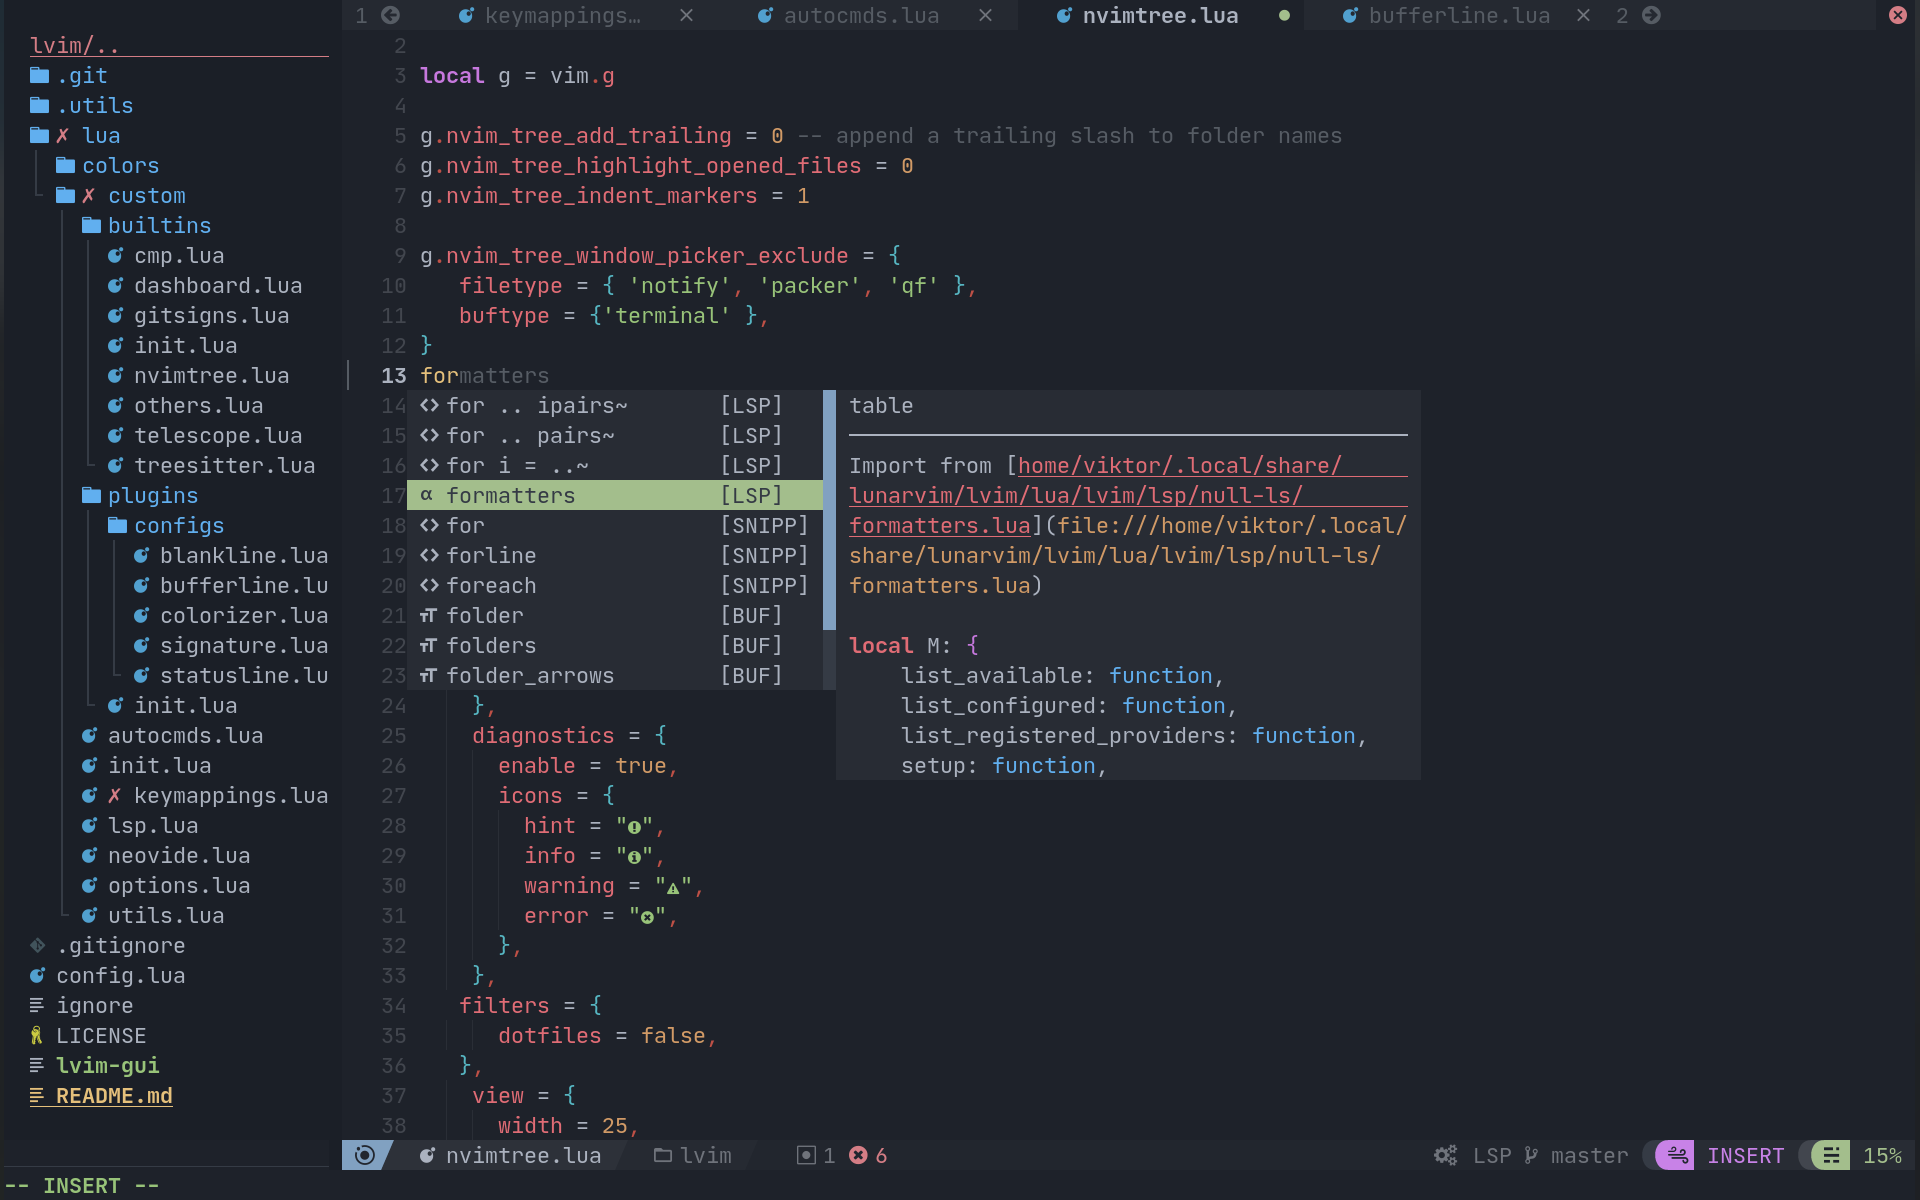 1 keymappings… autocmds.lua nvimtree.lua bufferline.lua 2
lvim/..
.git
.utils
✗ lua
colors
✗ custom
builtins
cmp.lua
dashboard.lua
gitsigns.lua
init.lua
nvimtree.lua
others.lua
telescope.lua
treesitter.lua
plugins
configs
blankline.lua
bufferline.lu
colorizer.lua
signature.lua
statusline.lu
init.lua
autocmds.lua
init.lua
✗ keymappings.lua
lsp.lua
neovide.lua
options.lua
utils.lua
.gitignore
config.lua
ignore
LICENSE
lvim-gui
README.md
2
3 local g = vim.g
4
5 g.nvim_tree_add_trailing = 0 -- append a trailing slash to folder names
6 g.nvim_tree_highlight_opened_files = 0
7 g.nvim_tree_indent_markers = 1
8
9 g.nvim_tree_window_picker_exclude = {
10 filetype = { 'notify', 'packer', 'qf' },
11 buftype = {'terminal' },
12 }
13 formatters
14 <> for .. ipairs~ [LSP]
15 <> for .. pairs~ [LSP]
16 <> for i = ..~ [LSP]
17 α formatters [LSP]
18 <> for [SNIPP]
19 <> forline [SNIPP]
20 <> foreach [SNIPP]
21 folder [BUF]
22 folders [BUF]
23 folder_arrows [BUF]
table
Import from [home/viktor/.local/share/
lunarvim/lvim/lua/lvim/lsp/null-ls/
formatters.lua](file:///home/viktor/.local/
share/lunarvim/lvim/lua/lvim/lsp/null-ls/
formatters.lua)
local M: {
list_available: function,
list_configured: function,
list_registered_providers: function,
setup: function,
24 },
25 diagnostics = {
26 enable = true,
27 icons = {
28 hint = "",
29 info = "",
30 warning = "",
31 error = "",
32 },
33 },
34 filters = {
35 dotfiles = false,
36 },
37 view = {
38 width = 25,
nvimtree.lua lvim 1 6 LSP master INSERT 15%
-- INSERT --